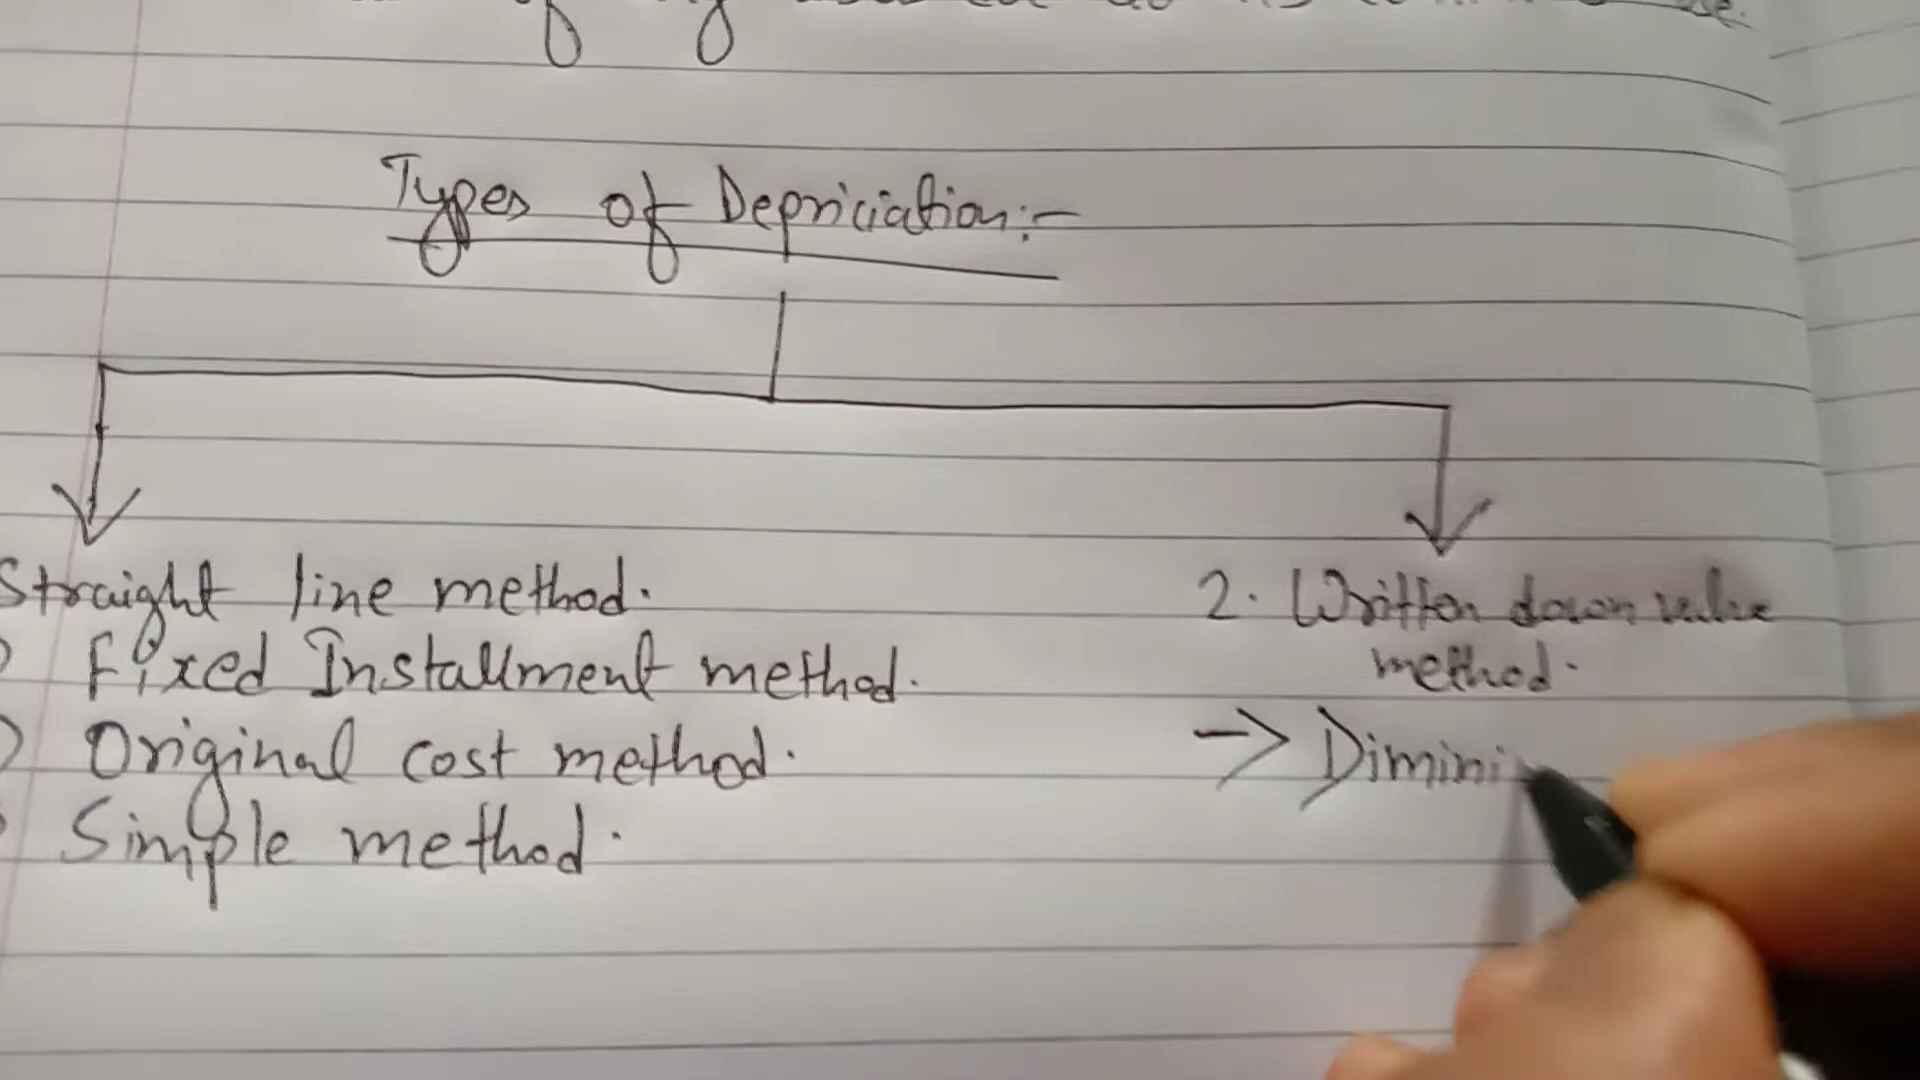 Types of Depriciation:-
Straight line method.
2. Written down value
method.
Fixed Installment method.
Original cost method.
-> Dimini
Simple method.